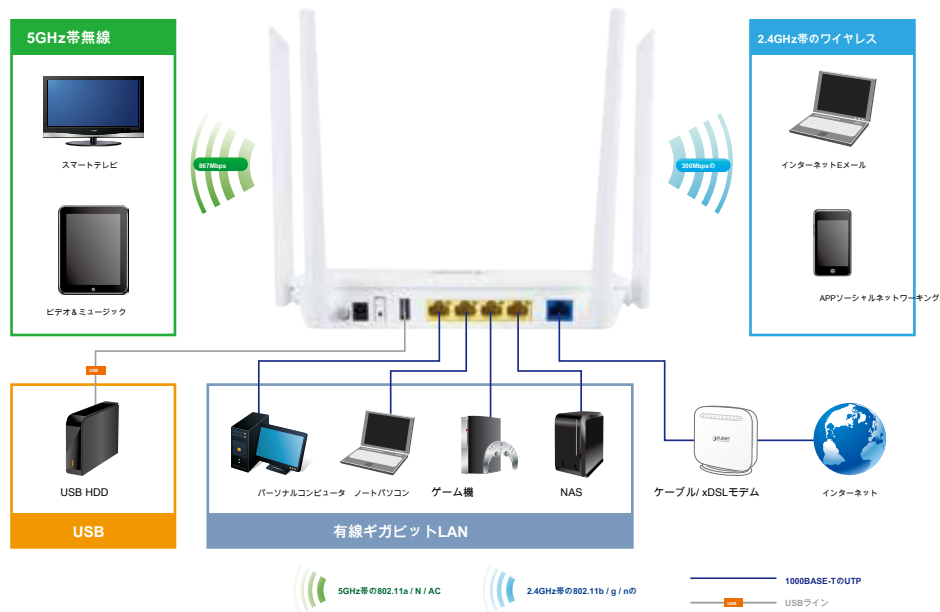 5GHz帯無線
2.4GHz帯のワイヤレス
スマートテレビ
867Mbps
300Mbpsの
インターネットEメール
ビデオ＆ミュージック
APPソーシャルネットワーキング
USB
PLANET
USB HDD
パーソナルコンピュータ
ノートパソコン
ゲーム機
NAS
ケーブル/ xDSLモデム
インターネット
USB
有線ギガビットLAN
5GHz帯の802.11a / N / AC
2.4GHz帯の802.11b / g / nの
1000BASE-TのUTP
USB
USBライン